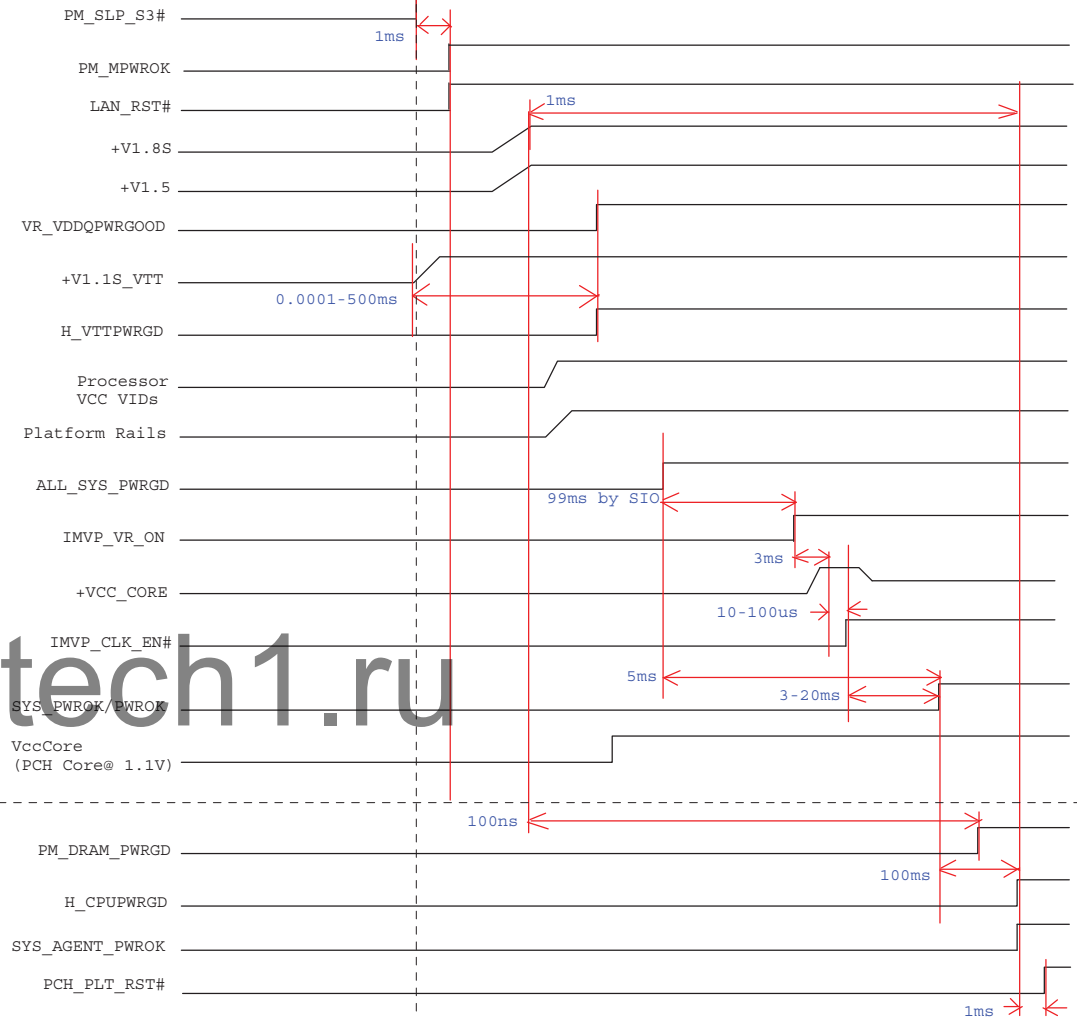 PM_SLP_S3#
1ms
PM_MPWROK
LAN_RST#
1ms
+V1.8S
+V1.5
VR_VDDQPWRGOOD
+V1.1S_VTT
0.0001-500ms
H_VTTPWRGD
Processor
VCC VIDs
Platform Rails
ALL_SYS_PWRGD
99ms by SIO
IMVP_VR_ON
3ms
+VCC_CORE
10-100us
IMVP_CLK_EN#
tech1.ru
5ms
3-20ms
SYS_PWROK/PWROK
VccCore
(PCH Core@ 1.1V)
100ns
PM_DRAM_PWRGD
100ms
H_CPUPWRGD
SYS_AGENT_PWROK
PCH_PLT_RST#
1ms